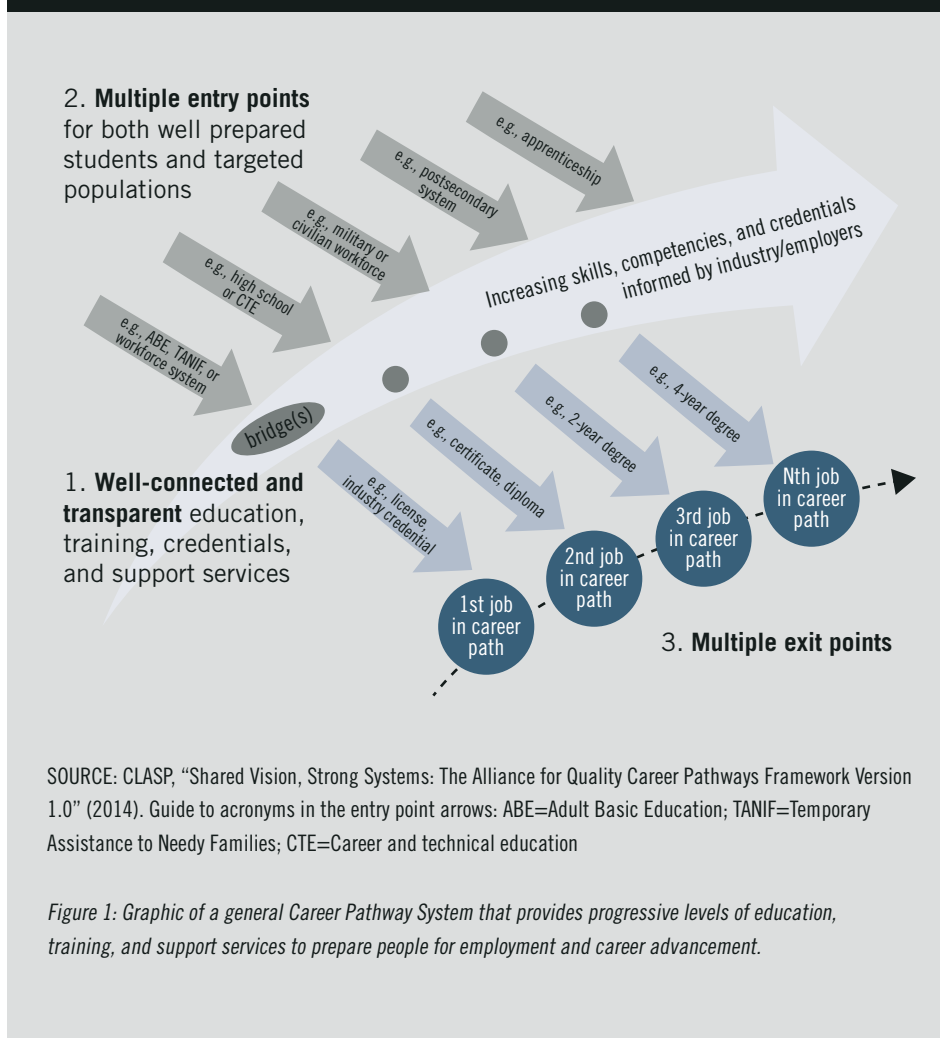 2. Multiple entry points
for both well prepared
students and targeted
populations
e.g., apprenticeship
e.g., postsecondary
system
e.g., military or
civilian workforce
e.g., high school
or CTE
e.g., ABE, TANIF, or
workforce system
Increasing skills, competencies, and credentials
informed by industry/employers
bridge(s)
1. Well-connected and
transparent education,
training, credentials,
and support services
e.g., license,
industry credential
e.g., certificate, diploma
e.g., 2-year degree
e.g., 4-year degree
1st job
in career
path
2nd job
in career
path
3rd job
in career
path
Nth job
in career
path
3. Multiple exit points
SOURCE: CLASP, “Shared Vision, Strong Systems: The Alliance for Quality Career Pathways Framework Version
1.0” (2014). Guide to acronyms in the entry point arrows: ABE=Adult Basic Education; TANIF=Temporary
Assistance to Needy Families; CTE=Career and technical education
Figure 1: Graphic of a general Career Pathway System that provides progressive levels of education,
training, and support services to prepare people for employment and career advancement.